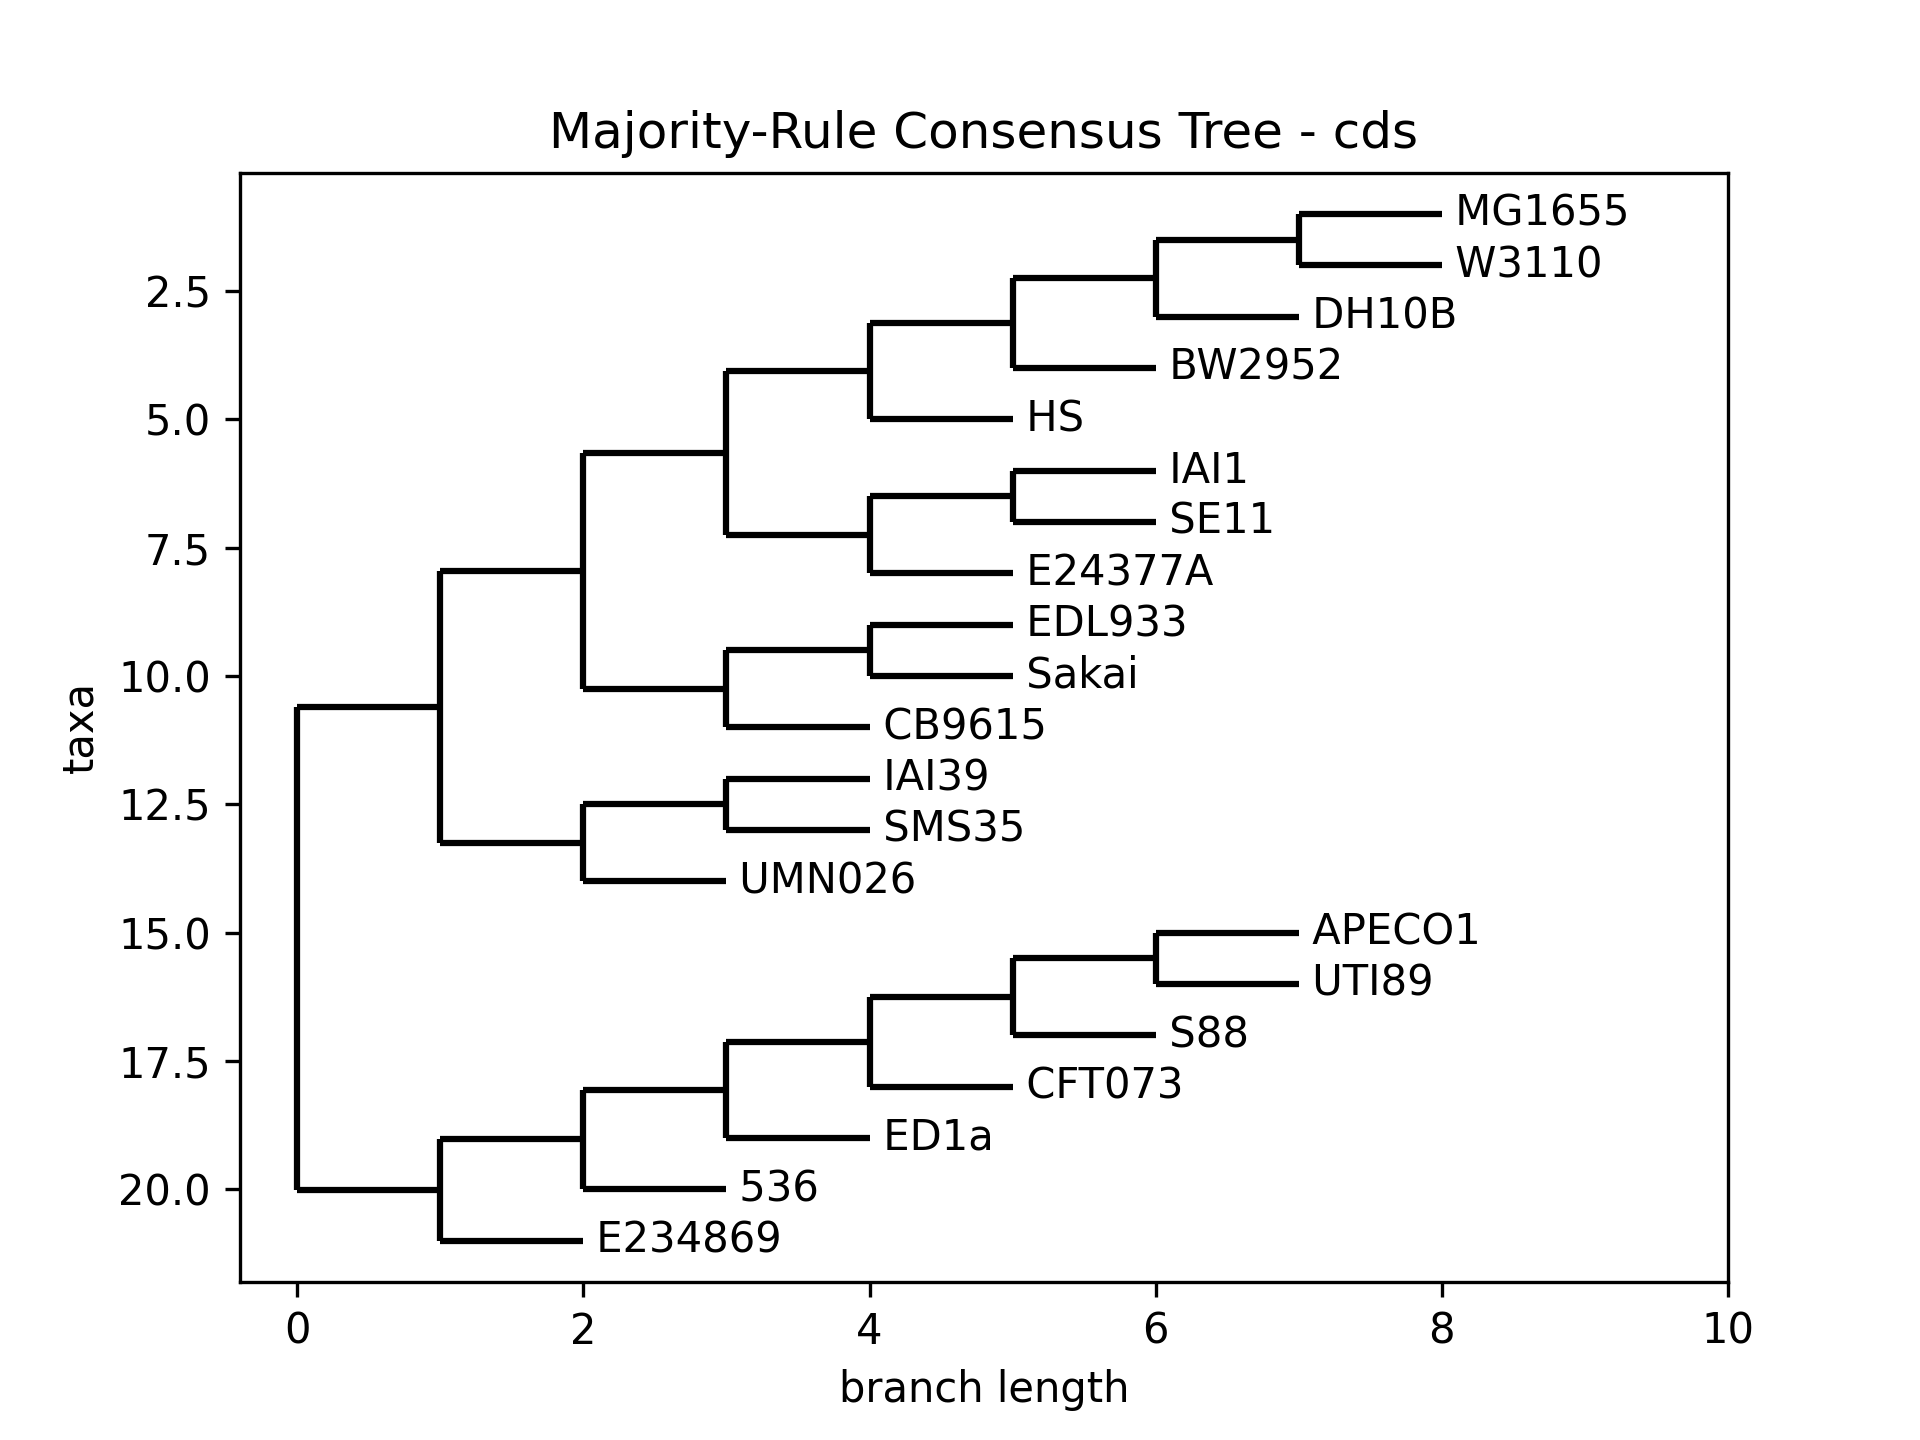 Majority-Rule Consensus Tree - cds
MG1655
W3110
2.5
DH10B
BW2952
5.0
HS
IAI1
SE11
7.5
E24377A
EDL933
10.0
Sakai
taxa
CB9615
IAI39
12.5
SMS35
UMN026
15.0
APECO1
UTI89
S88
17.5
CFT073
ED1a
20.0
536
E234869
0 2 4 6 8 10
branch length